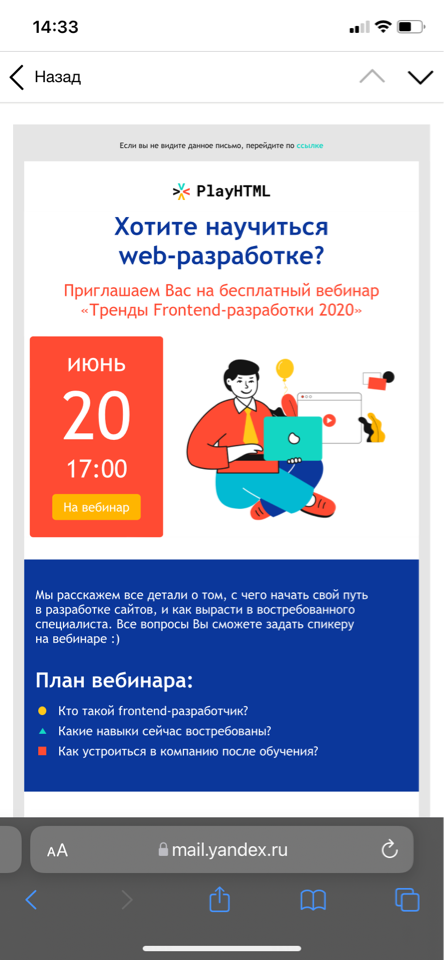 14:33
Назад
Если вы не видите данное письмо, перейдите по ссылке
PlayHTML
Хотите научиться
web-разработке?
Приглашаем Вас на бесплатный вебинар
«Тренды Frontend-разработки 2020»
ИЮНЬ
20
17:00
На вебинар
Мы расскажем все детали о том, с чего начать свой путь
в разработке сайтов, и как вырасти в востребованного
специалиста. Все вопросы Вы сможете задать спикеру
на вебинаре :)
План вебинара:
Кто такой frontend-разработчик?
Какие навыки сейчас востребованы?
Как устроиться в компанию после обучения?
АА
mail.yandex.ru